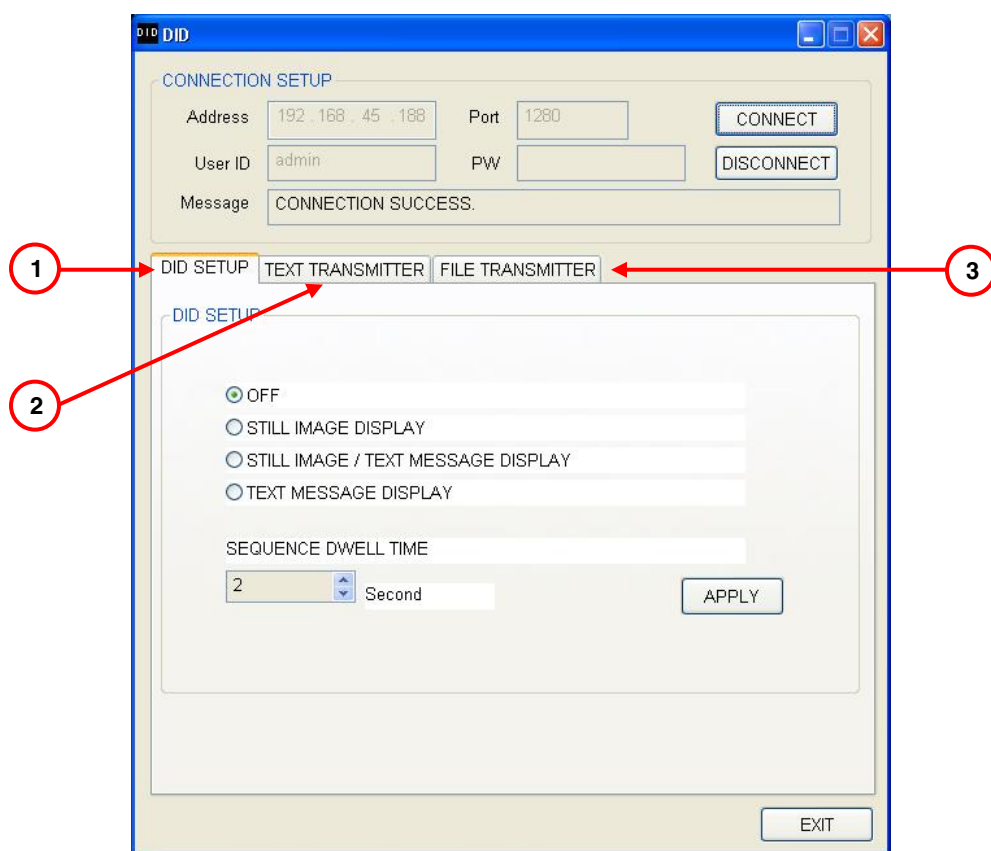 DID DID
CONNECTION SETUP
Address 192 . 168 . 45 . 188 Port 1280 CONNECT
User ID admin PW DISCONNECT
Message CONNECTION SUCCESS.
1 DID SETUP TEXT TRANSMITTER FILE TRANSMITTER 3
DID SETUP
2 OFF
STILL IMAGE DISPLAY
STILL IMAGE / TEXT MESSAGE DISPLAY
TEXT MESSAGE DISPLAY
SEQUENCE DWELL TIME
2 Second APPLY
EXIT